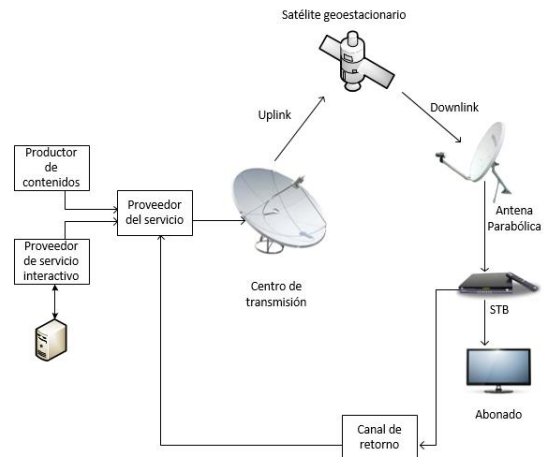 Satélite geoestacionario
Uplink
Downlink
Productor
de
contenidos
Proveedor
del servicio
Proveedor
de servicio
interactivo
Centro de
transmisión
Antena
Parabólica
STB
Abonado
Canal de
retorno